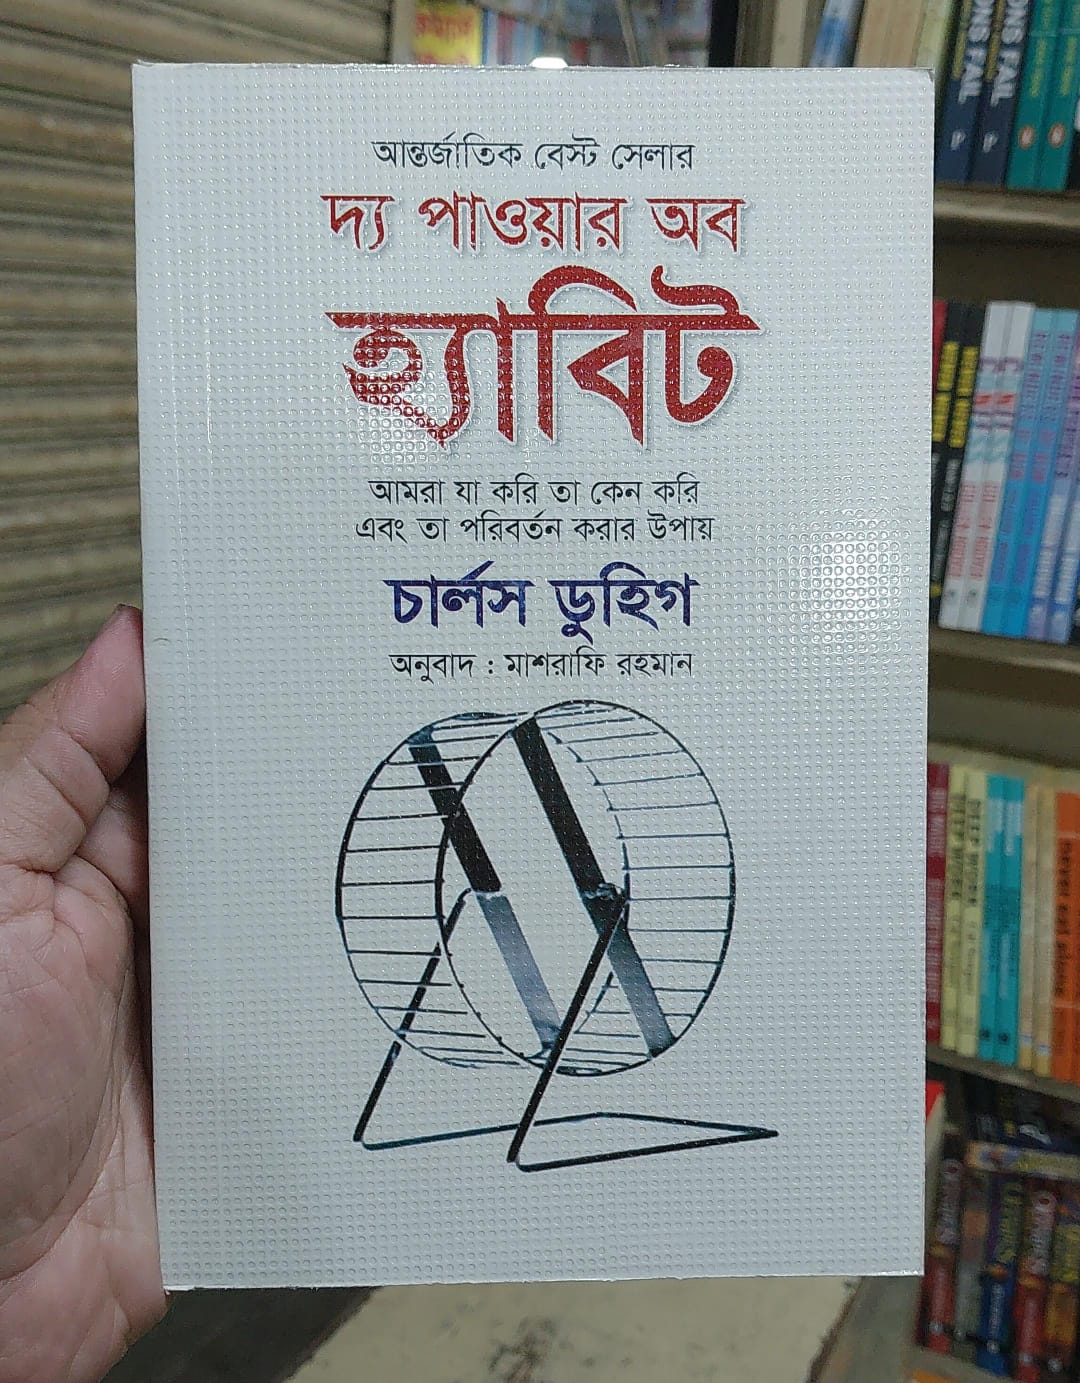 আন্তর্জাতিক বেস্ট সেলার
দ্য পাওয়ার অব
হ্যাবিট
আমরা যা করি তা কেন করি
এবং তা পরিবর্তন করার উপায়
চার্লস ডুহিগ
অনুবাদ : মাশরাফি রহমান